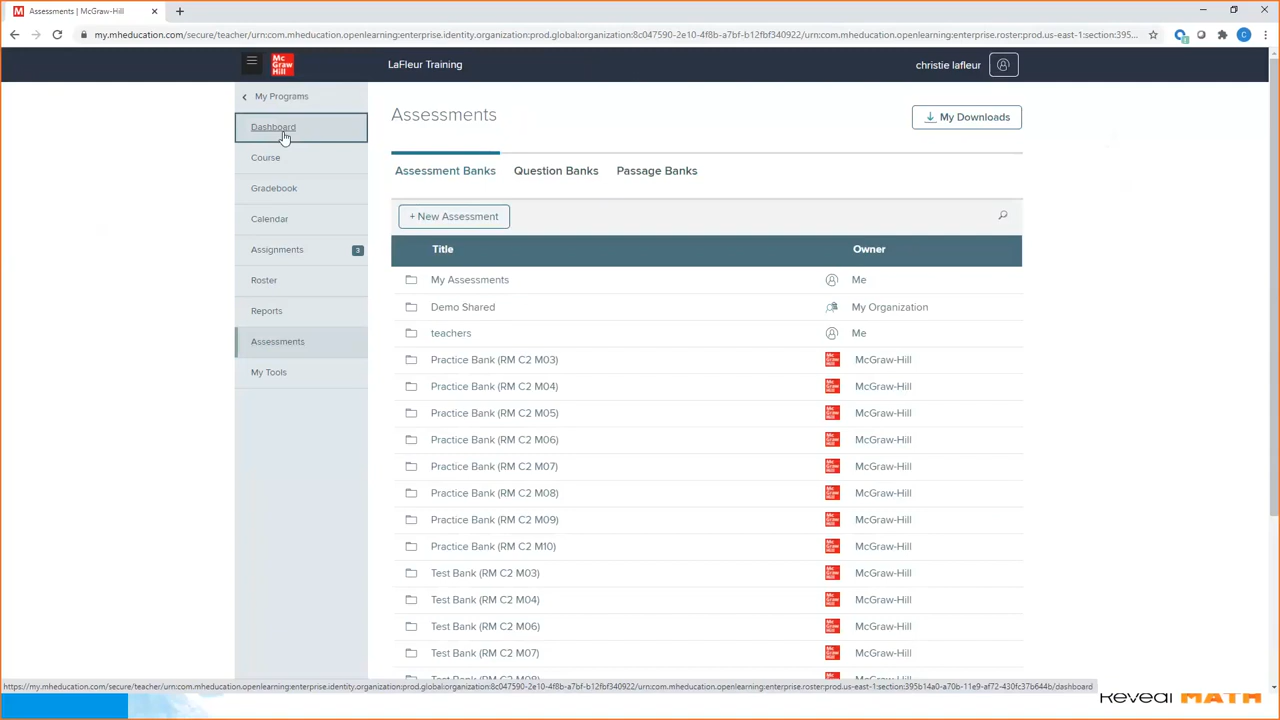 Assessments | McGraw-Hill
my.mheducation.com/secure/teacher/urn:com.mheducation.openlearning:enterprise.identity.organization:prod.global:organization:8c047590-2e10-4f8b-a7bf-b12fbf340922/urn:com.mheducation.openlearning:enterprise.roster:prod.us-east-1:section:395...
C
Mc Graw Hill
LaFleur Training
christie lafleur
My Programs
Dashboard
Course
Gradebook
Calendar
Assignments 3
Roster
Reports
Assessments
My Tools
Assessments
My Downloads
Assessment Banks Question Banks Passage Banks
+ New Assessment
Title Owner
My Assessments Me
Demo Shared My Organization
teachers Me
Practice Bank (RM C2 M03) McGraw-Hill
Practice Bank (RM C2 M04) McGraw-Hill
Practice Bank (RM C2 M05) McGraw-Hill
Practice Bank (RM C2 M06) McGraw-Hill
Practice Bank (RM C2 M07) McGraw-Hill
Practice Bank (RM C2 M08) McGraw-Hill
Practice Bank (RM C2 M09) McGraw-Hill
Practice Bank (RM C2 M10) McGraw-Hill
Test Bank (RM C2 M03) McGraw-Hill
Test Bank (RM C2 M04) McGraw-Hill
Test Bank (RM C2 M06) McGraw-Hill
Test Bank (RM C2 M07) McGraw-Hill
https://my.mheducation.com/secure/teacher/urn:com.mheducation.openlearning:enterprise.identity.organization:prod.global:organization:8c047590-2e10-4f8b-a7bf-b12fbf340922/urn:com.mheducation.openlearning:enterprise.roster:prod.us-east-1:section:395b14a0-a70b-11e9-af72-430fc37b644b/dashboard
Reveal MATH